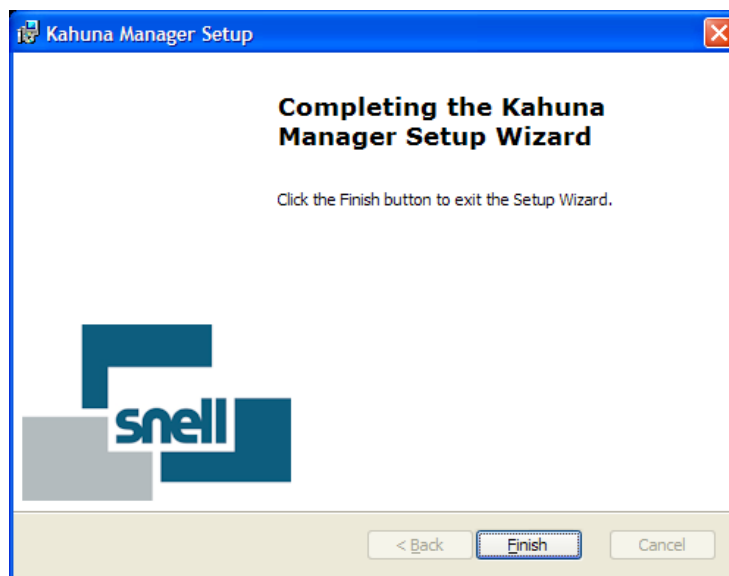 Kahuna Manager Setup
Completing the Kahuna
Manager Setup Wizard
Click the Finish button to exit the Setup Wizard.
snell
< Back Finish Cancel